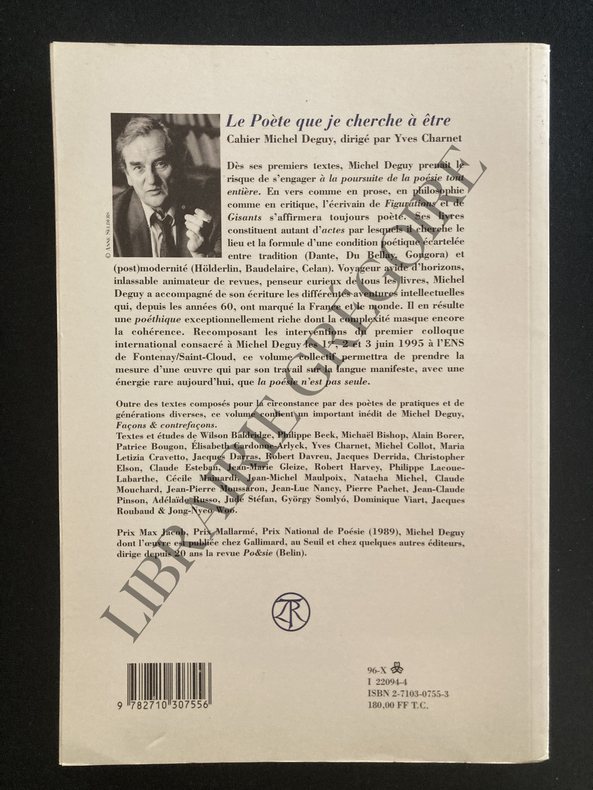 Le Poète que je cherche à être
Cahier Michel Deguy, dirigé par Yves Charnet
Dès ses premiers textes, Michel Deguy prenait le
risque de s'engager à la poursuite de la poésie tout
entière. En vers comme en prose, en philosophie
comme en critique, l'écrivain de Figurations et de
Gisants s'affirmera toujours poète. Ses livres
constituent autant d'actes par lesquels il cherche le
lieu et la formule d'une condition poétique écartelée
entre tradition (Dante, Du Bellay, Gongora) et
(post)modernité (Hölderlin, Baudelaire, Celan). Voyageur avide d'horizons,
inlassable animateur de revues, penseur curieux de tous les livres, Michel
Deguy a accompagné de son écriture les différentes aventures intellectuelles
qui, depuis les années 60, ont marqué la France et le monde. Il en résulte
une poéthique exceptionnellement riche dont la complexité masque encore
la cohérence. Recomposant les interventions du premier colloque
international consacré à Michel Deguy les 1er, 2 et 3 juin 1995 à l'ENS
de Fontenay/Saint-Cloud, ce volume collectif permettra de prendre la
mesure d'une œuvre qui par son travail sur la langue manifeste, avec une
énergie rare aujourd'hui, que la poésie n'est pas seule.
© Anne Selders
Outre des textes composés pour la circonstance par des poètes de pratiques et de
générations diverses, ce volume contient un important inédit de Michel Deguy,
Façons & contrefaçons.
Textes et études de Wilson Baldridge, Philippe Beck, Michaël Bishop, Alain Borer,
Patrice Bougon, Élisabeth Cardonne-Arlyck, Yves Charnet, Michel Collot, Maria
Letizia Cravetto, Jacques Darras, Robert Davreu, Jacques Derrida, Christopher
Elson, Claude Esteban, Jean-Marie Gleize, Robert Harvey, Philippe Lacoue-
Labarthe, Cécile Mainardi, Jean-Michel Maulpoix, Natacha Michel, Claude
Mouchard, Jean-Pierre Moussaron, Jean-Luc Nancy, Pierre Pachet, Jean-Claude
Pinson, Adélaïde Russo, Jude Stéfan, György Somlyó, Dominique Viart, Jacques
Roubaud & Jong-Nyeo Woo.
Prix Max Jacob, Prix Mallarmé, Prix National de Poésie (1989), Michel Deguy
dont l'œuvre est publiée chez Gallimard, au Seuil et chez quelques autres éditeurs,
dirige depuis 20 ans la revue Po&sie (Belin).
LIBRAIRIE GRÉGOIRE
96-X
I 22094-4
ISBN 2-7103-0755-3
180,00 FF T.C.
9 782710 307556